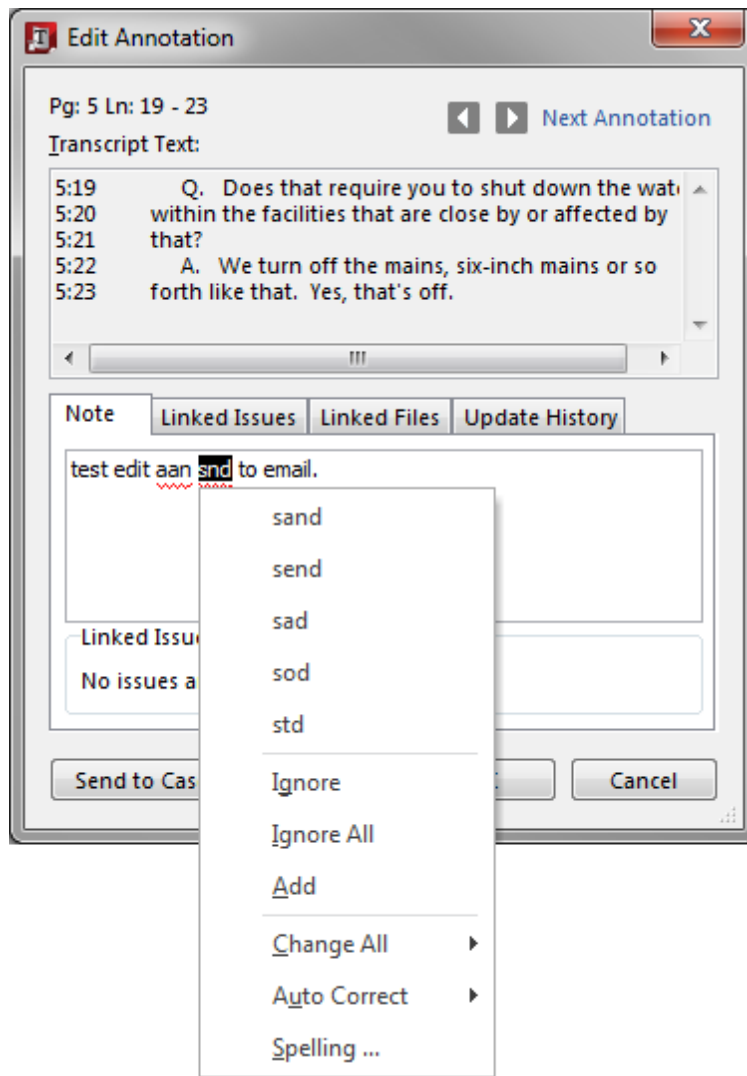 Edit Annotation
Pg: 5 Ln: 19 - 23
Next Annotation
Transcript Text:
5:19 Q. Does that require you to shut down the
5:20 within the facilities that are close by or affected by
5:21 that?
5:22 A. We turn off the mains, six-inch mains or so
5:23 forth like that. Yes, that's off.
Note Linked Issues Linked Files Update History
test edit aan snd to email.
sand
send
sad
sod
std
Linked
No issues
Send to Cancel
Ignore
Ignore All
Add
Change All
Auto Correct
Spelling ...